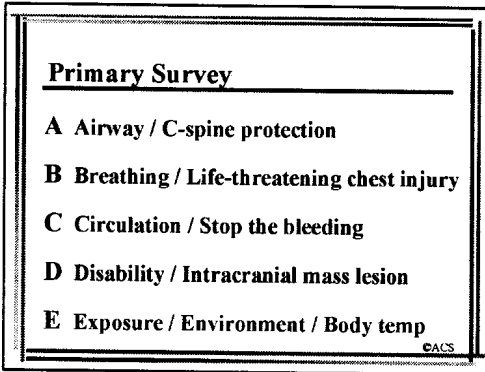 Primary Survey
A Airway / C-spine protection
B Breathing / Life-threatening chest injury
C Circulation / Stop the bleeding
D Disability / Intracranial mass lesion
E Exposure / Environment / Body temp
©ACS